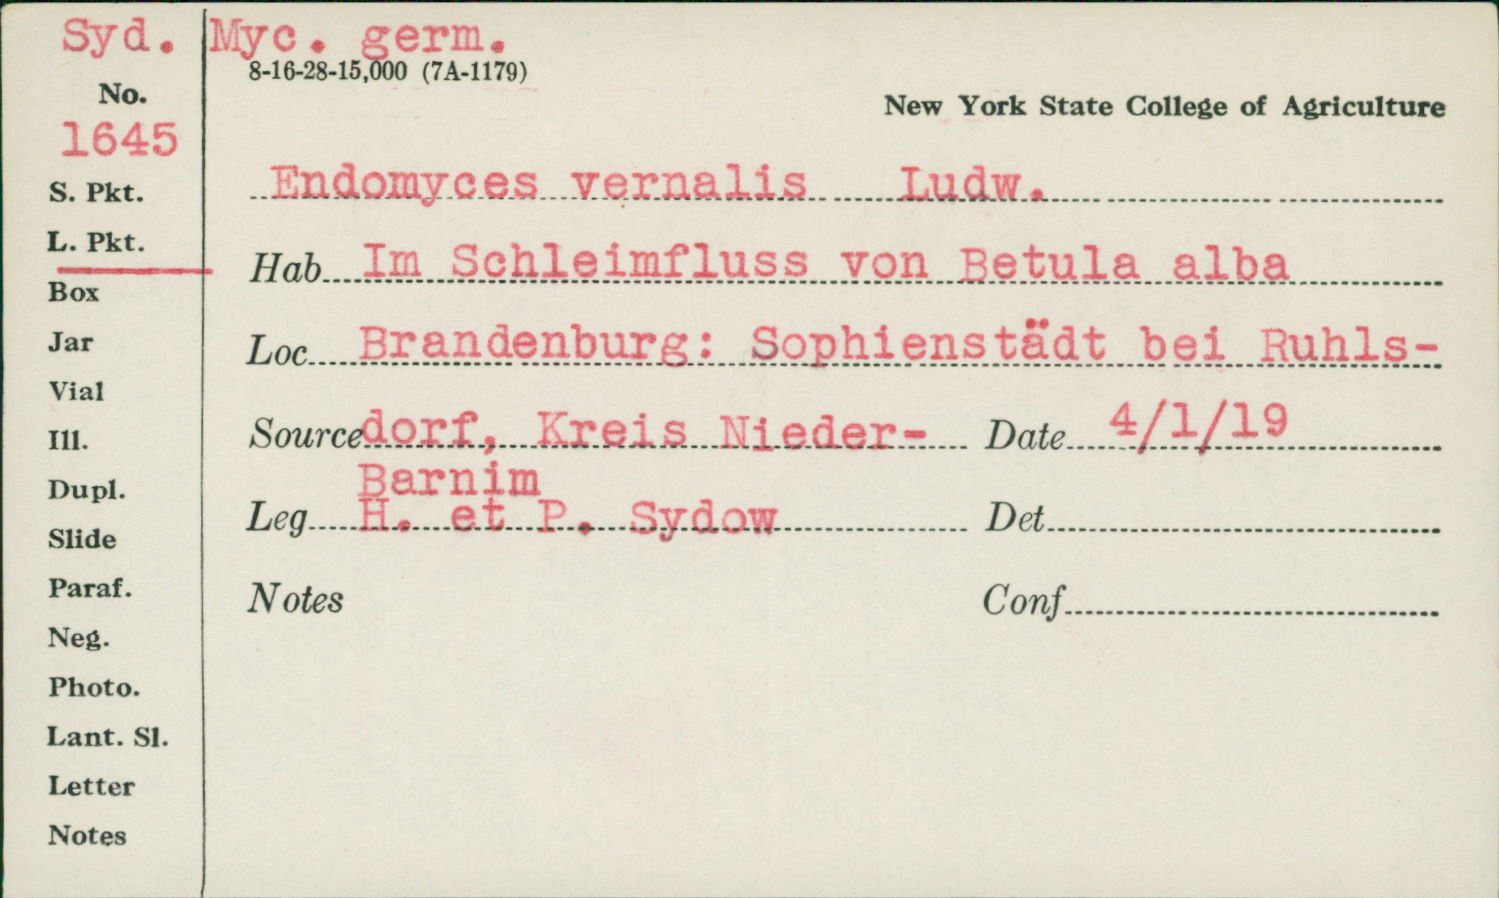 Syd. Myc. germ.
8-16-28-15,000 (7A-1179)
No.
1645
New York State College of Agriculture
S. Pkt.
Endomyces vernalis Ludw.
L. Pkt.
Hab Im Schleimfluss von Betula alba
Box
Jar
Loc Brandenburg: Sophienstädt bei Ruhls-
Vial
Ill.
Source dorf, Kreis Nieder- Date 4/1/19
Barnim
Dupl.
Leg H. et P. Sydow Det
Slide
Paraf.
Notes Conf
Neg.
Photo.
Lant. Sl.
Letter
Notes